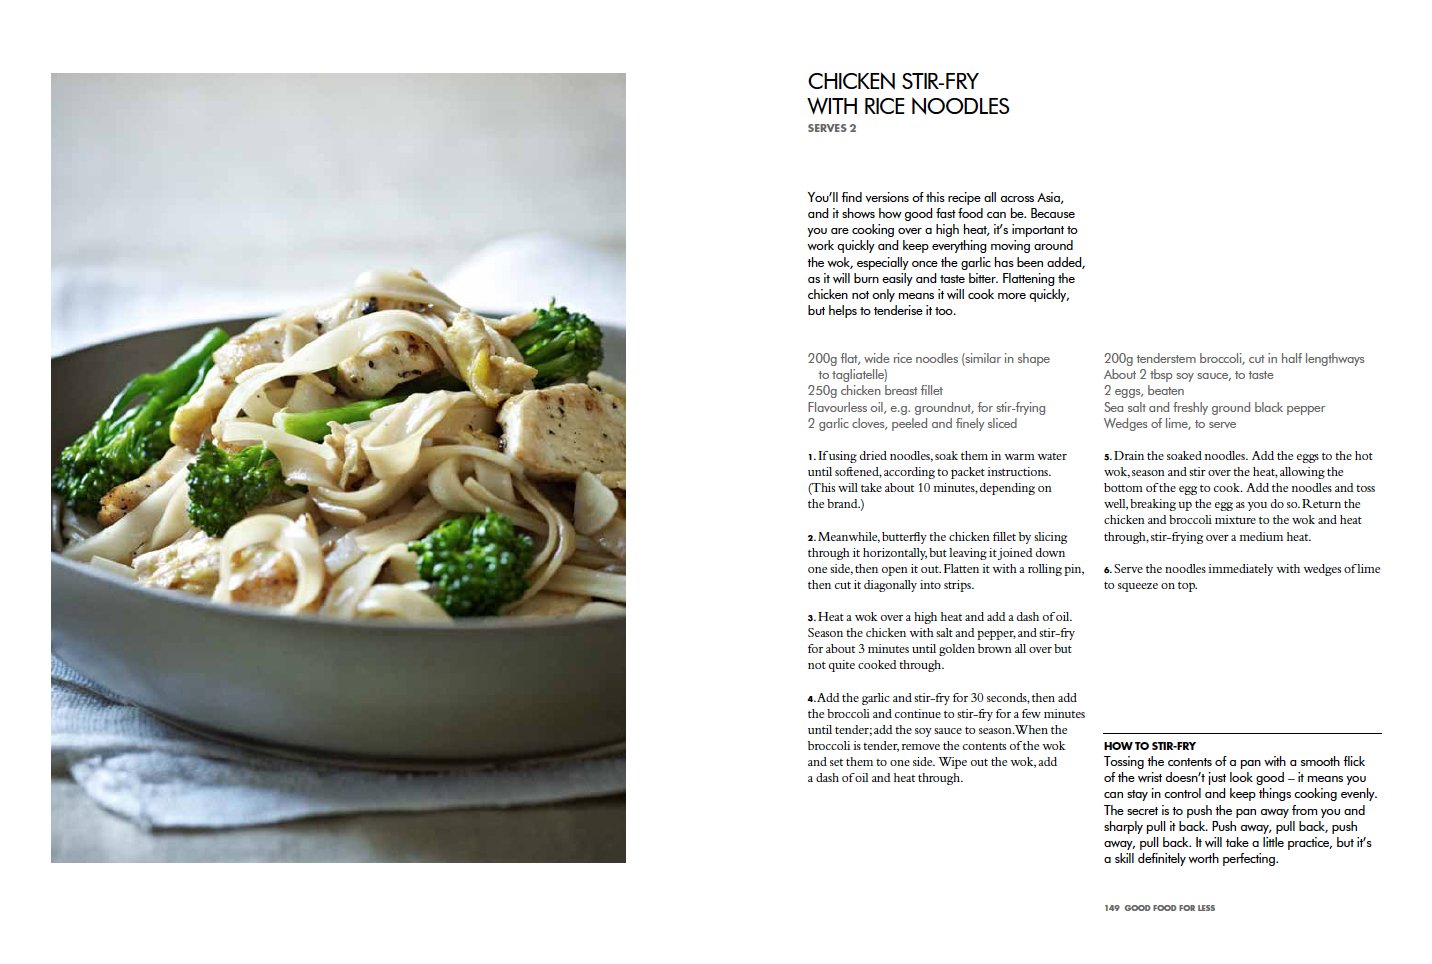 CHICKEN STIR-FRY
WITH RICE NOODLES
SERVES 2
You'll find versions of this recipe all across Asia,
and it shows how good fast food can be. Because
you are cooking over a high heat, it's important to
work quickly and keep everything moving around
the wok, especially once the garlic has been added,
as it will burn easily and taste bitter. Flattening the
chicken not only means it will cook more quickly,
but helps to tenderise it too.
200g flat, wide rice noodles (similar in shape
to tagliatelle)
250g chicken breast fillet
Flavourless oil, e.g. groundnut, for stir-frying
2 garlic cloves, peeled and finely sliced
200g tenderstem broccoli, cut in half lengthways
About 2 tbsp soy sauce, to taste
2 eggs, beaten
Sea salt and freshly ground black pepper
Wedges of lime, to serve
1. If using dried noodles, soak them in warm water
until softened, according to packet instructions.
(This will take about 10 minutes, depending on
the brand.)
2. Meanwhile, butterfly the chicken fillet by slicing
through it horizontally, but leaving it joined down
one side, then open it out. Flatten it with a rolling pin,
then cut it diagonally into strips.
3. Heat a wok over a high heat and add a dash of oil.
Season the chicken with salt and pepper, and stir-fry
for about 3 minutes until golden brown all over but
not quite cooked through.
4. Add the garlic and stir-fry for 30 seconds, then add
the broccoli and continue to stir-fry for a few minutes
until tender; add the soy sauce to season. When the
broccoli is tender, remove the contents of the wok
and set them to one side. Wipe out the wok, add
a dash of oil and heat through.
5. Drain the soaked noodles. Add the eggs to the hot
wok, season and stir over the heat, allowing the
bottom of the egg to cook. Add the noodles and toss
well, breaking up the egg as you do so. Return the
chicken and broccoli mixture to the wok and heat
through, stir-frying over a medium heat.
6. Serve the noodles immediately with wedges of lime
to squeeze on top.
HOW TO STIR-FRY
Tossing the contents of a pan with a smooth flick
of the wrist doesn't just look good – it means you
can stay in control and keep things cooking evenly.
The secret is to push the pan away from you and
sharply pull it back. Push away, pull back, push
away, pull back. It will take a little practice, but it's
a skill definitely worth perfecting.
149 GOOD FOOD FOR LESS